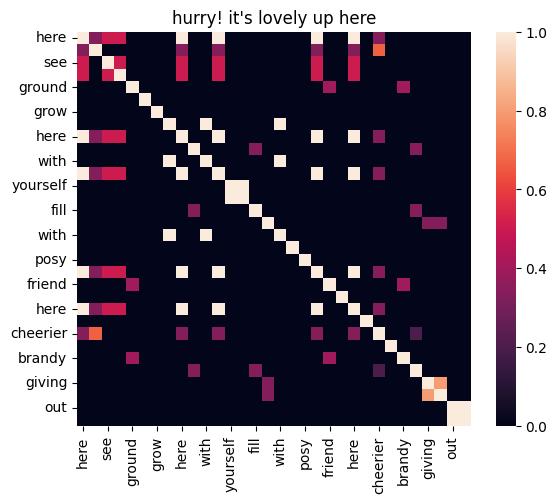 hurry! it's lovely up here
here
see
ground
grow
here
with
yourself
fill
with
posy
friend
here
cheerier
brandy
giving
out
here
see
ground
grow
here
with
yourself
fill
with
posy
friend
here
cheerier
brandy
giving
out
1.0
0.8
0.6
0.4
0.2
0.0